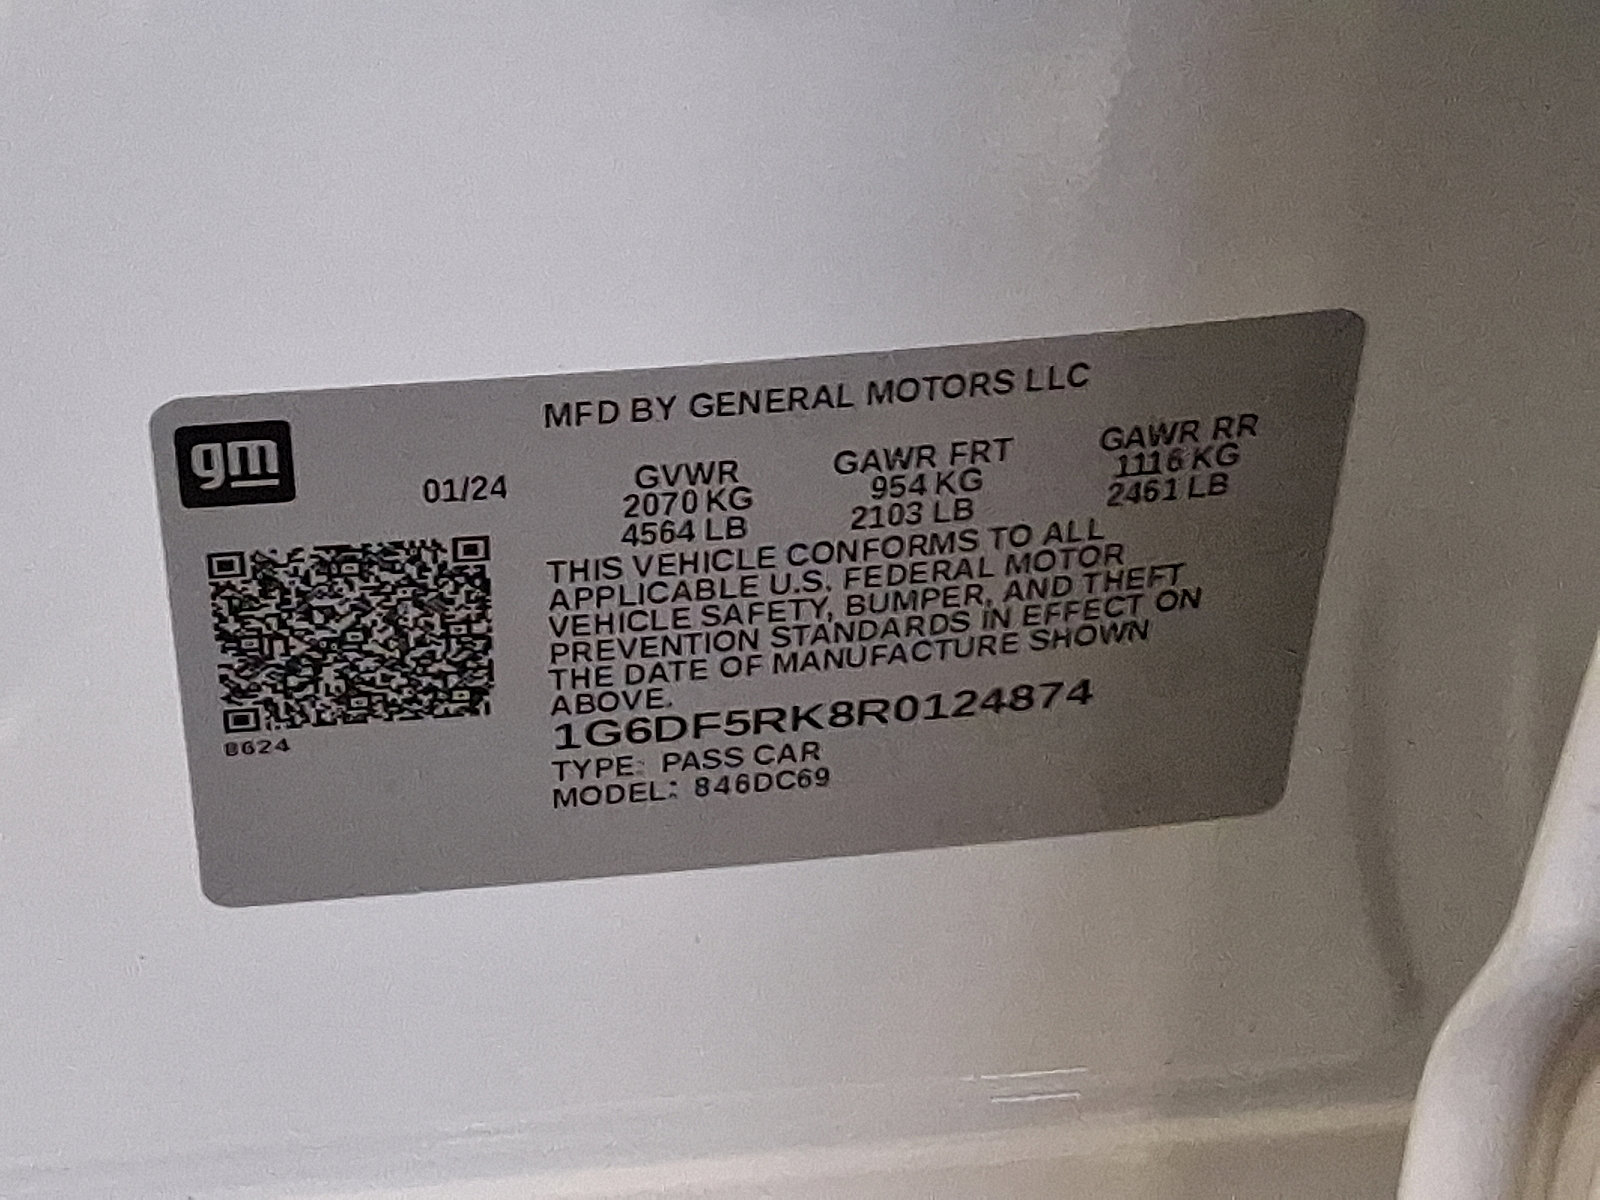 MFD BY GENERAL MOTORS LLC
gm
01/24
GVWR
2070 KG
4564 LB
GAWR FRT
954 KG
2103 LB
GAWR RR
1116 KG
2461 LB
THIS VEHICLE CONFORMS TO ALL
APPLICABLE U.S. FEDERAL MOTOR
VEHICLE SAFETY, BUMPER, AND THEFT
PREVENTION STANDARDS IN EFFECT ON
THE DATE OF MANUFACTURE SHOWN
ABOVE.
1G6DF5RK8R0124874
TYPE: PASS CAR
MODEL: 846DC69
8624